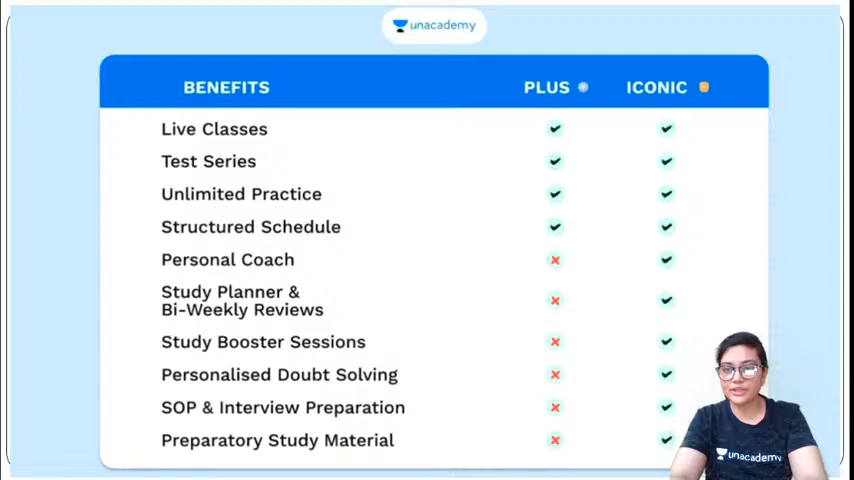 unacademy
BENEFITS PLUS ICONIC
Live Classes
Test Series
Unlimited Practice
Structured Schedule
Personal Coach
Study Planner &
Bi-Weekly Reviews
Study Booster Sessions
Personalised Doubt Solving
SOP & Interview Preparation
Preparatory Study Material
unacademy